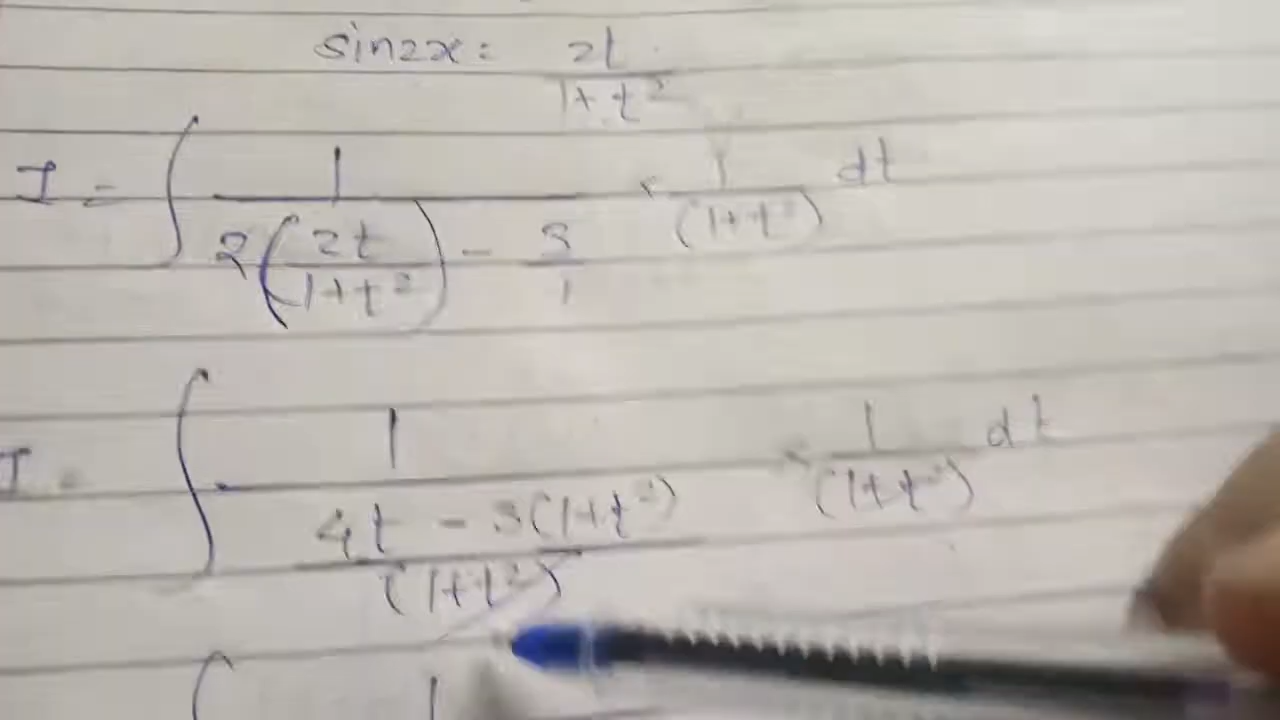 sin2x = 2t / 1+t²
I = ∫ 1 / (2(2t / 1+t²) - 3/1) × 1/(1+t²) dt
I = ∫ 1 / ((4t - 3(1+t²)) / (1+t²)) × 1/(1+t²) dt
∫ 1